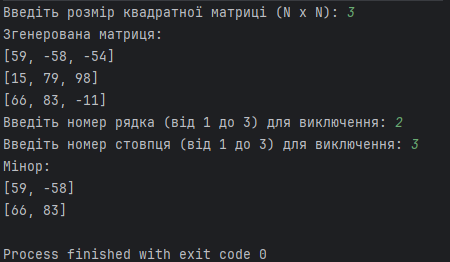 Введіть розмір квадратної матриці (N x N): 3
Згенерована матриця:
[59, -58, -54]
[15, 79, 98]
[66, 83, -11]
Введіть номер рядка (від 1 до 3) для виключення: 2
Введіть номер стовпця (від 1 до 3) для виключення: 3
Мінор:
[59, -58]
[66, 83]
Process finished with exit code 0